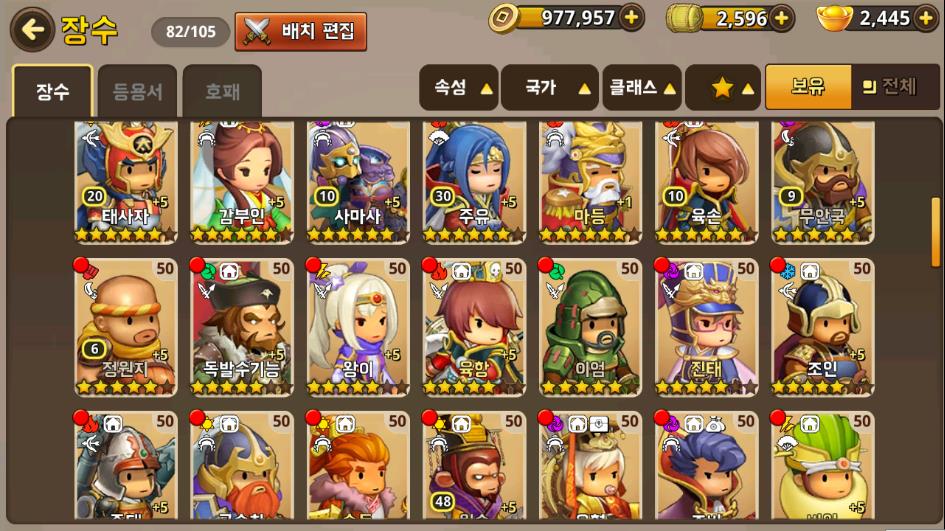 장수 82/105 배치 편집 977,957 2,596 2,445
장수 등용서 호패 속성 국가 클래스 보유 전체
20 10 30 10 9
+5 +5 +5 +5 +1 +5 +5
태사자 감부인 사마사 주유 마등 육손 무안국
50 50 50 50 50 50 50
6
+5 +5 +5 +5 +5 +5
정원지 독발수기능 왕이 육항 이엄 진태 조인
50 50 50 50 50 50 50
48
+5 +5